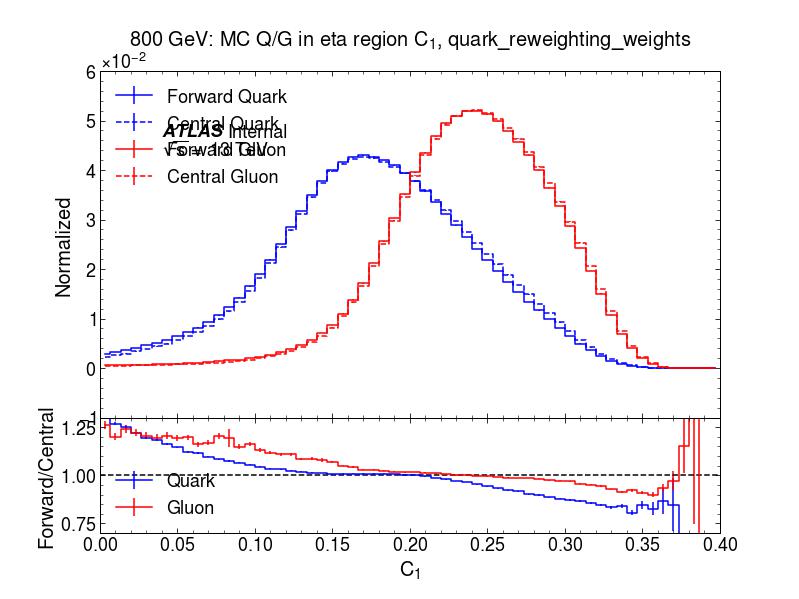 800 GeV: MC Q/G in eta region C₁, quark_reweighting_weights
×10⁻²
6
5
4
3
2
1
0
Normalized
Forward Quark
Central Quark
ATLAS Internal
√s = 13 TeV
Forward Gluon
Central Gluon
1.25
1.00
0.75
Forward/Central
Quark
Gluon
0.00 0.05 0.10 0.15 0.20 0.25 0.30 0.35 0.40
C₁